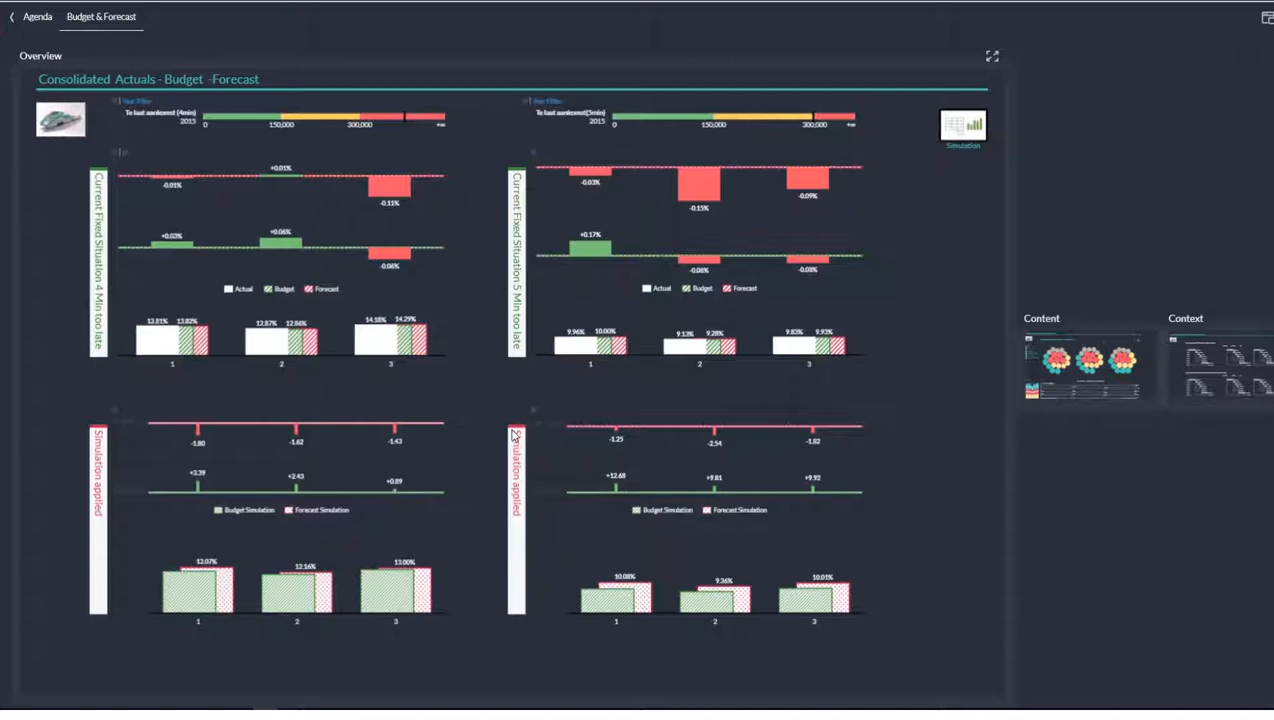 Agenda
Budget & Forecast
Overview
Consolidated Actuals - Budget -Forecast
Year Filter
Te laat aankomst (4min)
2015
0
150,000
300,000
+∞
Year Filter
Te laat aankomst(5min)
2015
0
150,000
300,000
+∞
Simulation
Current Fixed Situation 4 Min too late
-0.01%
+0.01%
-0.11%
+0.03%
+0.06%
-0.06%
Actual
Budget
Forecast
13.81%
13.82%
12.87%
12.86%
14.18%
14.29%
1
2
3
Current Fixed Situation 5 Min too late
-0.03%
-0.15%
-0.09%
+0.17%
-0.08%
-0.08%
Actual
Budget
Forecast
9.96%
10.00%
9.13%
9.28%
9.83%
9.93%
1
2
3
Content
Context
Simulation applied
-1.80
-1.62
-1.43
+3.39
+2.43
+0.89
Budget Simulation
Forecast Simulation
13.07%
12.16%
13.00%
1
2
3
Simulation applied
-1.25
-2.54
-1.82
+12.68
+9.81
+9.92
Budget Simulation
Forecast Simulation
10.08%
9.36%
10.01%
1
2
3